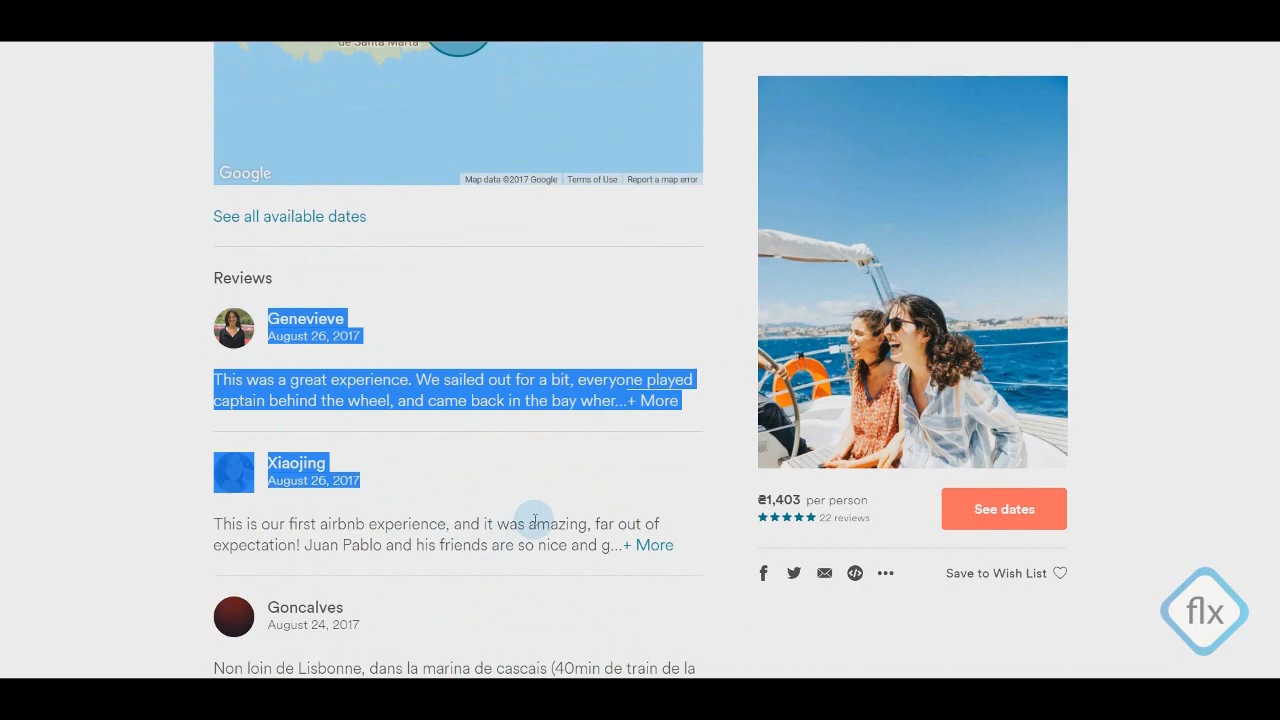 de Santa Marta
Google
Map data ©2017 Google
Terms of Use
Report a map error
See all available dates
Reviews
Genevieve
August 26, 2017
This was a great experience. We sailed out for a bit, everyone played
captain behind the wheel, and came back in the bay wher...+ More
Xiaojing
August 26, 2017
This is our first airbnb experience, and it was amazing, far out of
expectation! Juan Pablo and his friends are so nice and g...+ More
Goncalves
August 24, 2017
Non loin de Lisbonne, dans la marina de cascais (40min de train de la
₴1,403 per person
22 reviews
See dates
Save to Wish List
flx